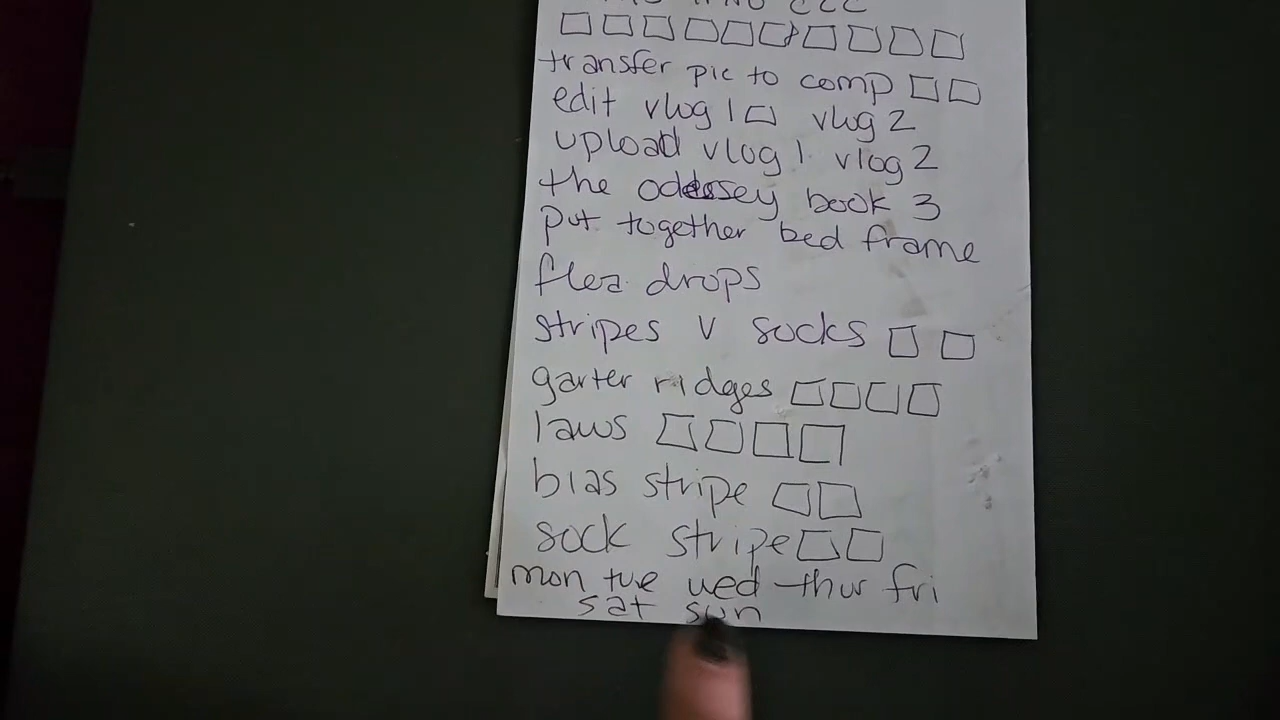 transfer pic to comp
edit vlog 1 vlog 2
upload vlog 1 vlog 2
the oddessey book 3
put together bed frame
flea drops
stripes v socks
garter ridges
laws
bias stripe
sock stripe
mon tue wed thur fri
sat sun